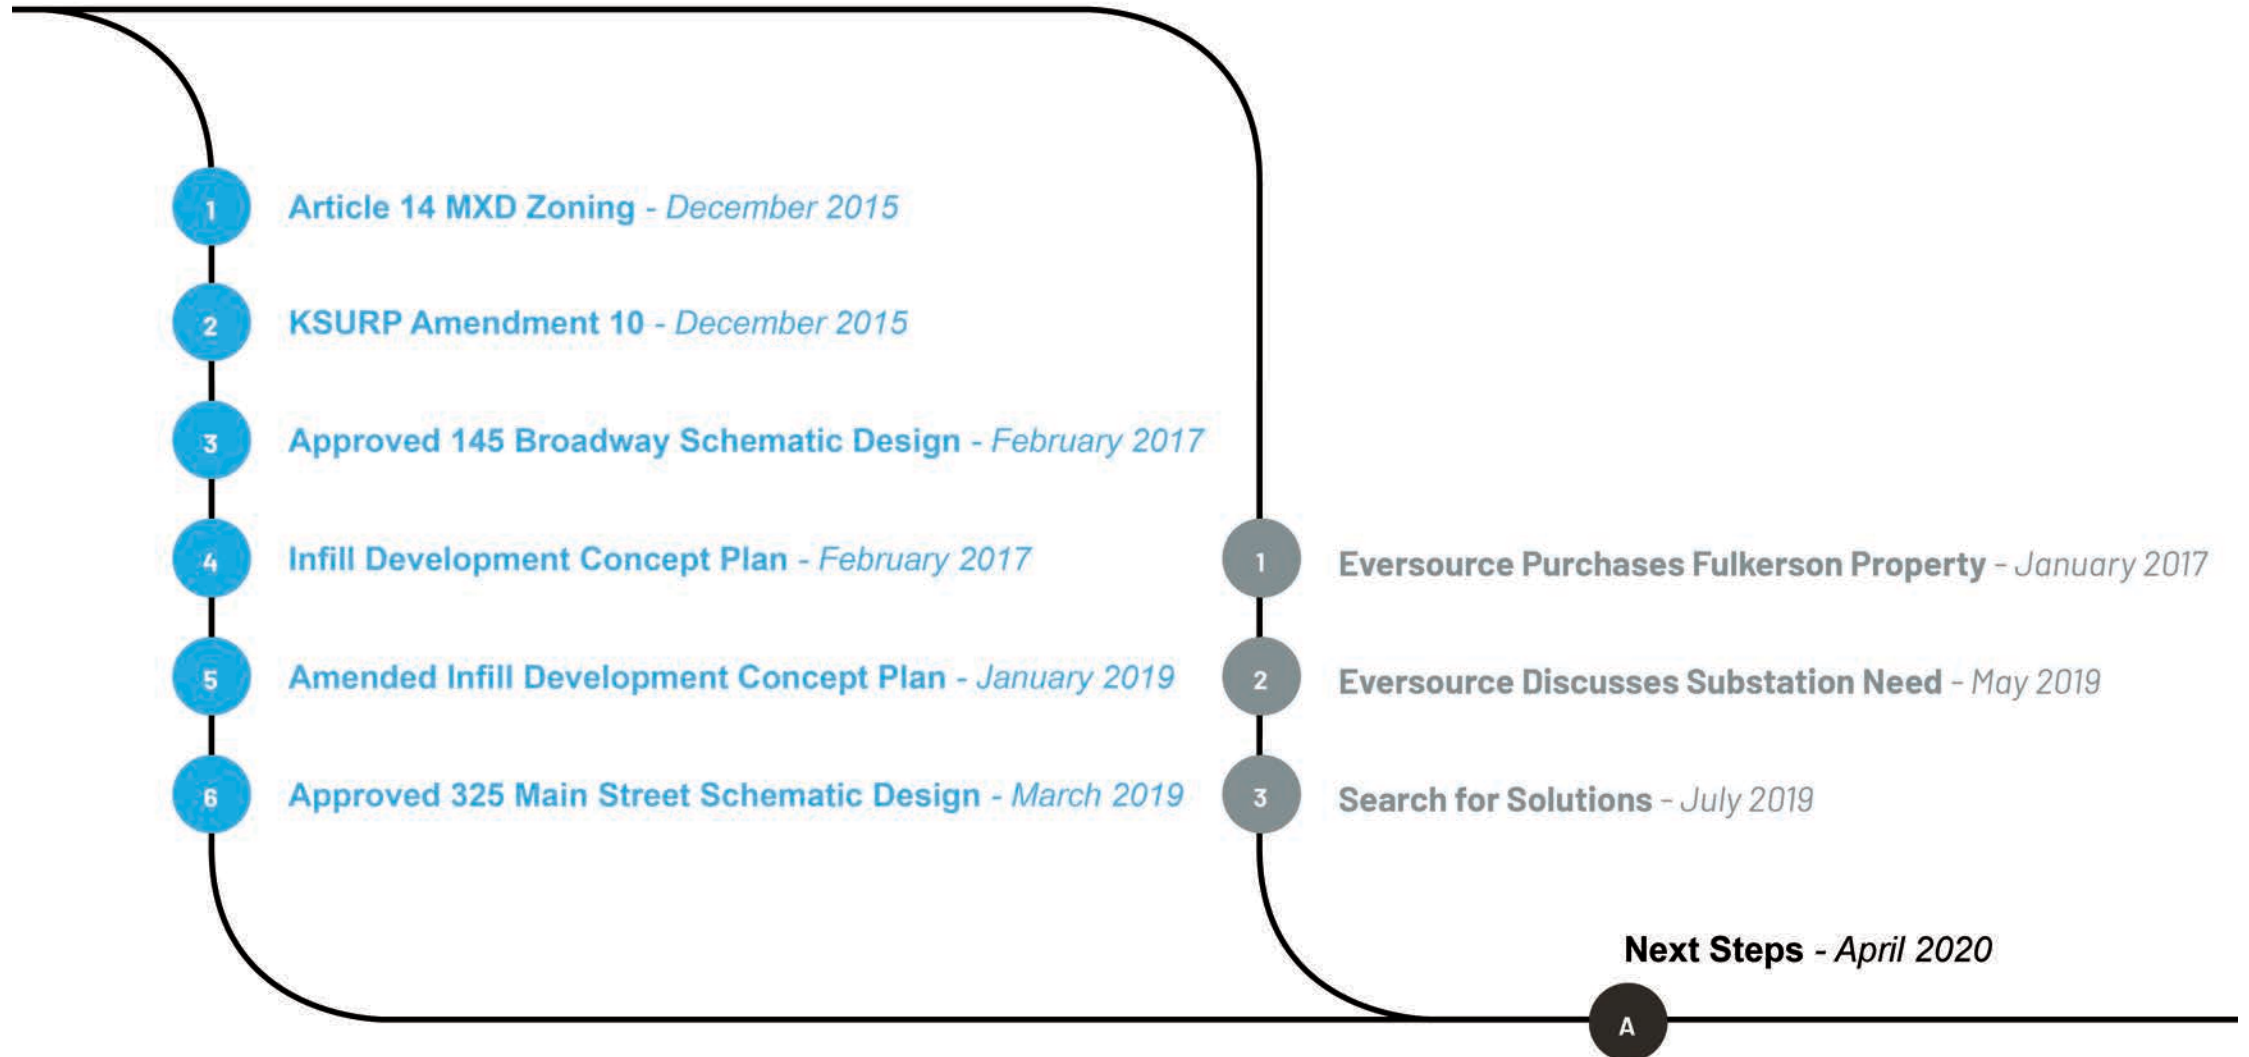 1 Article 14 MXD Zoning - December 2015
2 KSURP Amendment 10 - December 2015
3 Approved 145 Broadway Schematic Design - February 2017
4 Infill Development Concept Plan - February 2017
5 Amended Infill Development Concept Plan - January 2019
6 Approved 325 Main Street Schematic Design - March 2019
1 Eversource Purchases Fulkerson Property - January 2017
2 Eversource Discusses Substation Need - May 2019
3 Search for Solutions - July 2019
Next Steps - April 2020
A